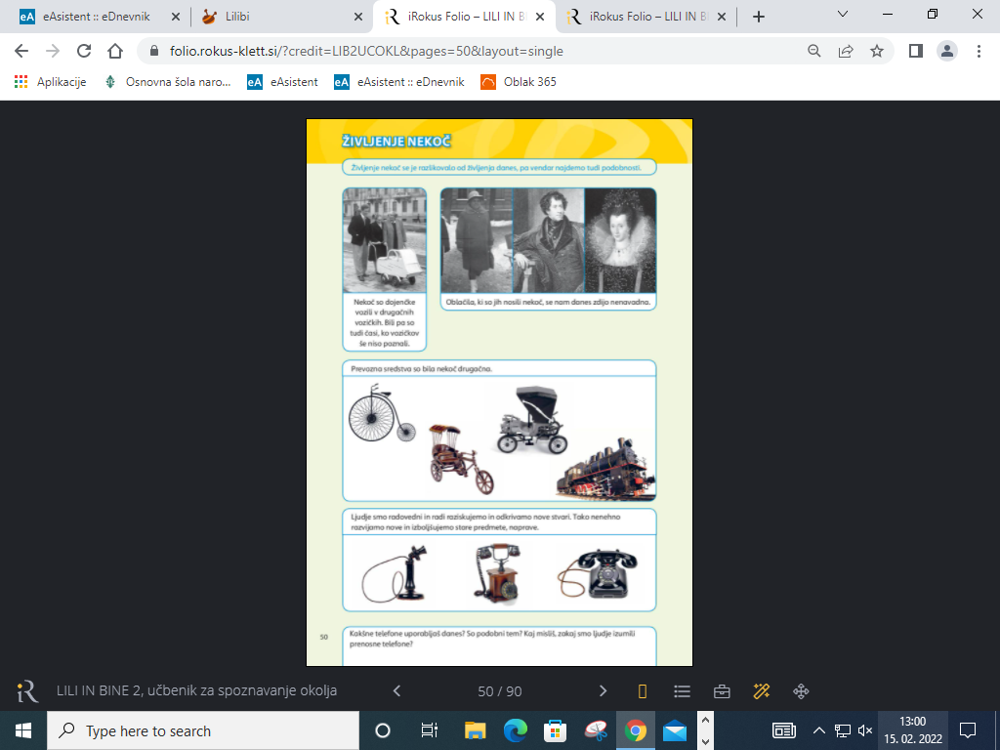 eAsistent :: eDnevnik
Lilibi
iRokus Folio – LILI IN B
iRokus Folio – LILI IN B
folio.rokus-klett.si/?credit=LIB2UCOKL&pages=50&layout=single
Aplikacije
Osnovna šola naro...
eAsistent
eAsistent :: eDnevnik
Oblak 365
ŽIVLJENJE NEKOČ
Življenje nekoč se je razlikovalo od življenja danes, pa vendar najdemo tudi podobnosti.
Nekoč so dojenčke
vozili v drugačnih
vozičkih. Bili pa so
tudi časi, ko vozičkov
še niso poznali.
Oblačila, ki so jih nosili nekoč, se nam danes zdijo nenavadna.
Prevozna sredstva so bila nekoč drugačna.
Ljudje smo radovedni in radi raziskujemo in odkrivamo nove stvari. Tako nenehno
razvijamo nove in izboljšujemo stare predmete, naprave.
Kakšne telefone uporabljaš danes? So podobni tem? Kaj misliš, zakaj smo ljudje izumili
prenosne telefone?
50
LILI IN BINE 2, učbenik za spoznavanje okolja
50 / 90
Type here to search
13:00
15. 02. 2022